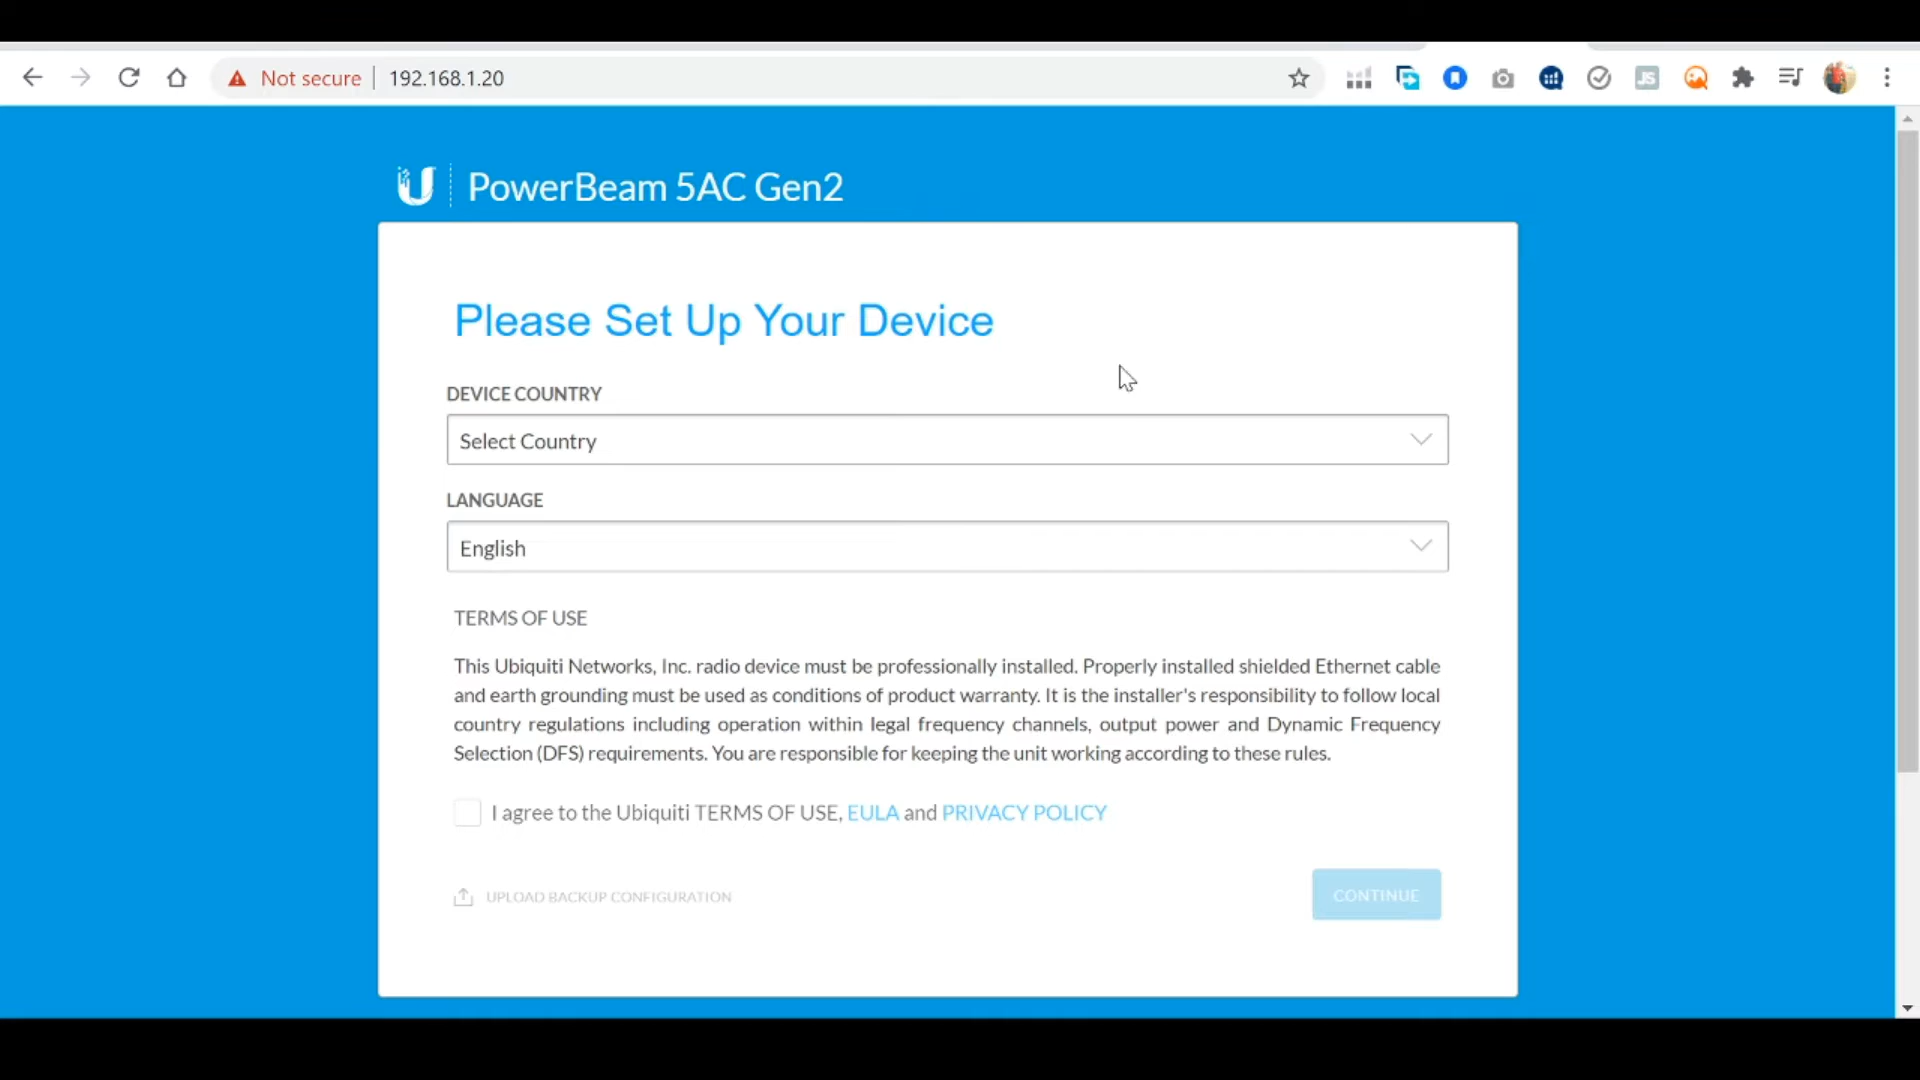 Not secure 192.168.1.20
JS
U PowerBeam 5AC Gen2
Please Set Up Your Device
DEVICE COUNTRY
Select Country
LANGUAGE
English
TERMS OF USE
This Ubiquiti Networks, Inc. radio device must be professionally installed. Properly installed shielded Ethernet cable
and earth grounding must be used as conditions of product warranty. It is the installer's responsibility to follow local
country regulations including operation within legal frequency channels, output power and Dynamic Frequency
Selection (DFS) requirements. You are responsible for keeping the unit working according to these rules.
I agree to the Ubiquiti TERMS OF USE, EULA and PRIVACY POLICY
UPLOAD BACKUP CONFIGURATION
CONTINUE